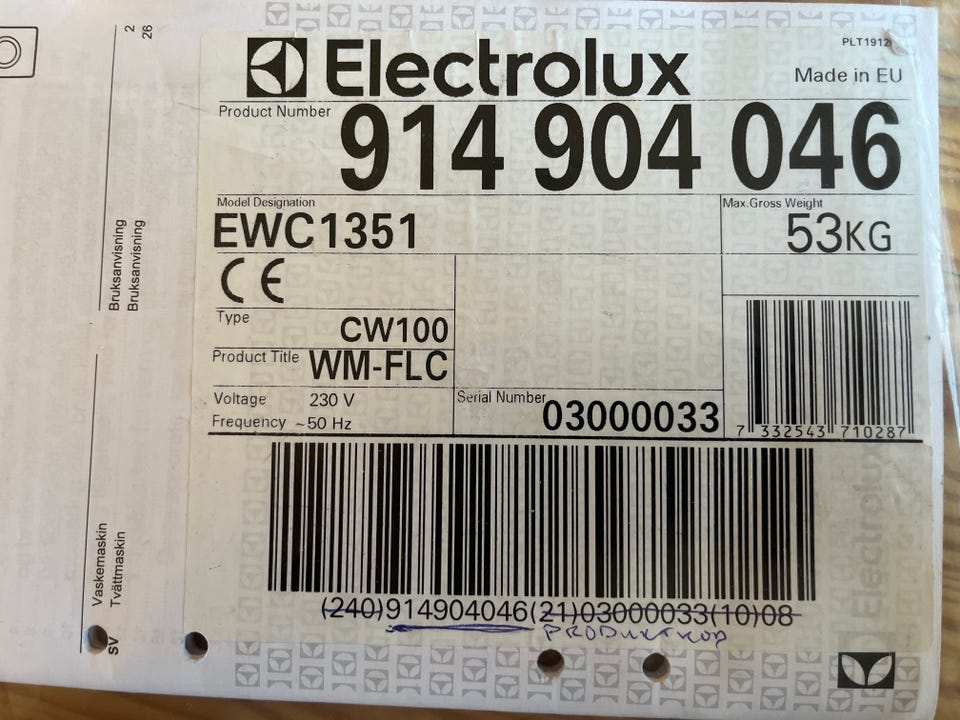 PLT1912
Electrolux
Made in EU
Product Number
914 904 046
Model Designation
EWC1351
Max.Gross Weight
53KG
CE
Type
CW100
Product Title WM-FLC
Voltage 230 V
Frequency ~50 Hz
Serial Number
03000033
7 332543 710287
(240)914904046(21)03000033(10)08
PRODUKTKOD
Electrolux
2
26
Bruksanvisning
Bruksanvisning
Vaskemaskin
Tvättmaskin
SV